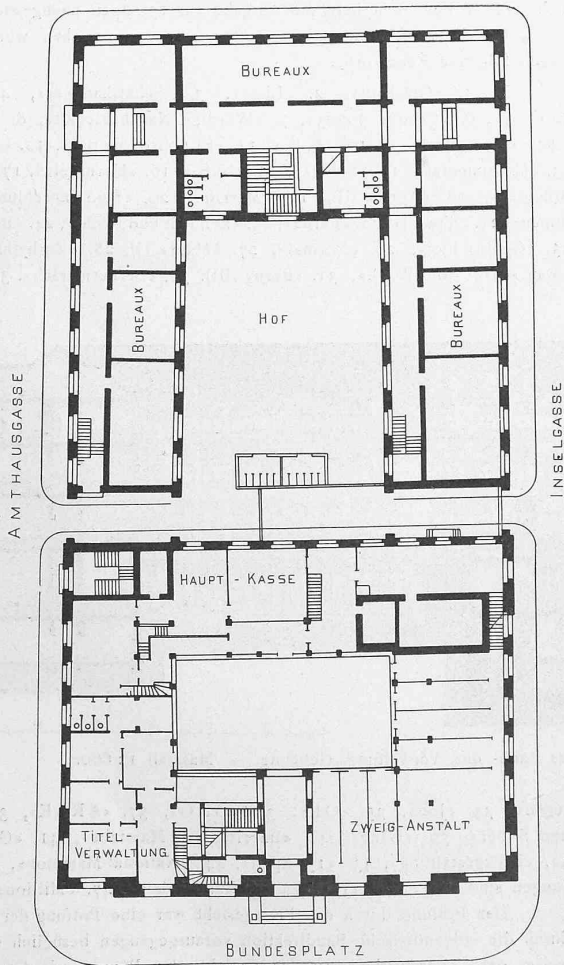 BUREAUX
HOF
BUREAUX
BUREAUX
AMTHAUSGASSE
INSELGASSE
HAUPT - KASSE
TITEL-
VERWALTUNG
ZWEIG-ANSTALT
BUNDESPLATZ